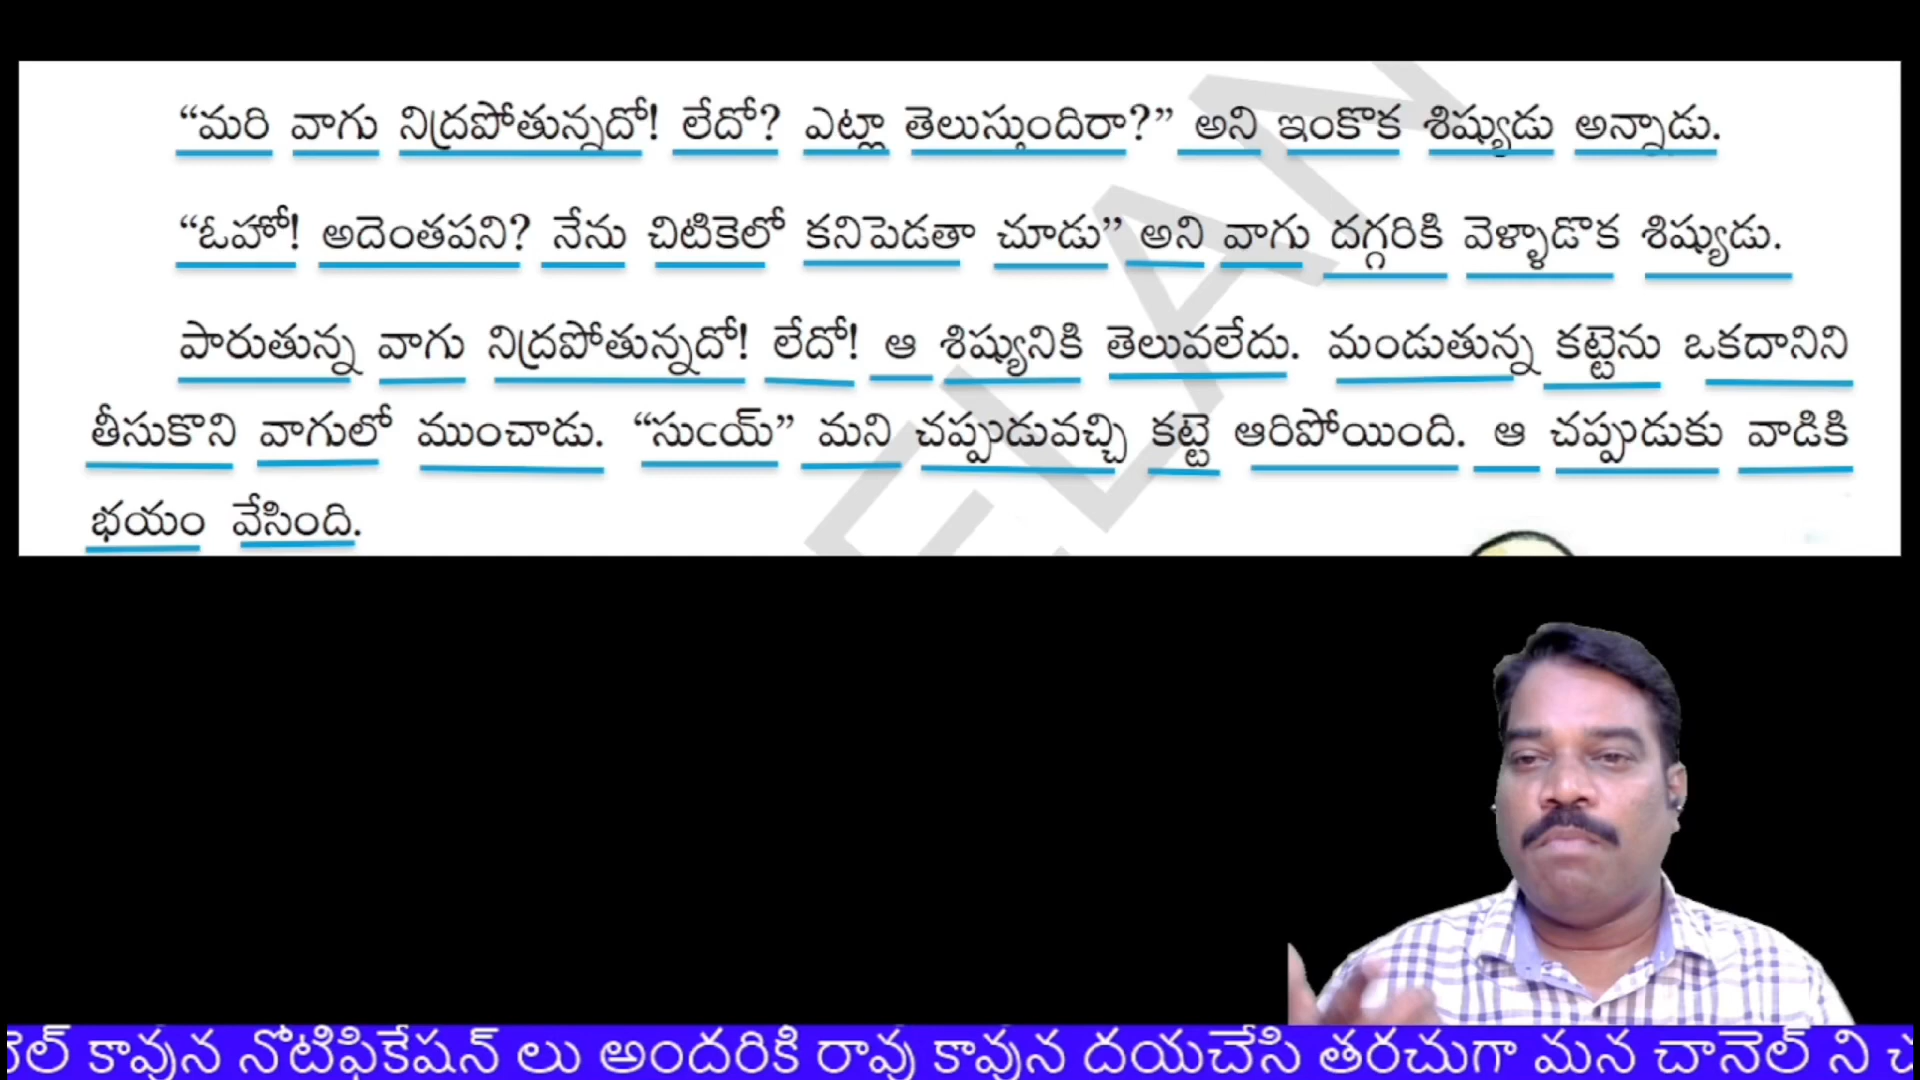 “మరి వాగు నిద్రపోతున్నదో! లేదో? ఎట్లా తెలుస్తుందిరా?” అని ఇంకొక శిష్యుడు అన్నాడు.
“ఓహో! అదెంతపని? నేను చిటికెలో కనిపెడతా చూడు” అని వాగు దగ్గరికి వెళ్ళాడొక శిష్యుడు.
పారుతున్న వాగు నిద్రపోతున్నదో! లేదో! ఆ శిష్యునికి తెలువలేదు. మండుతున్న కట్టెను ఒకదానిని
తీసుకొని వాగులో ముంచాడు. “సుఁయ్” మని చప్పుడువచ్చి కట్టె ఆరిపోయింది. ఆ చప్పుడుకు వాడికి
భయం వేసింది.
కావున నోటిఫికేషన్ లు అందరికి రావు కావున దయచేసి తరచుగా మన చానెల్ ని